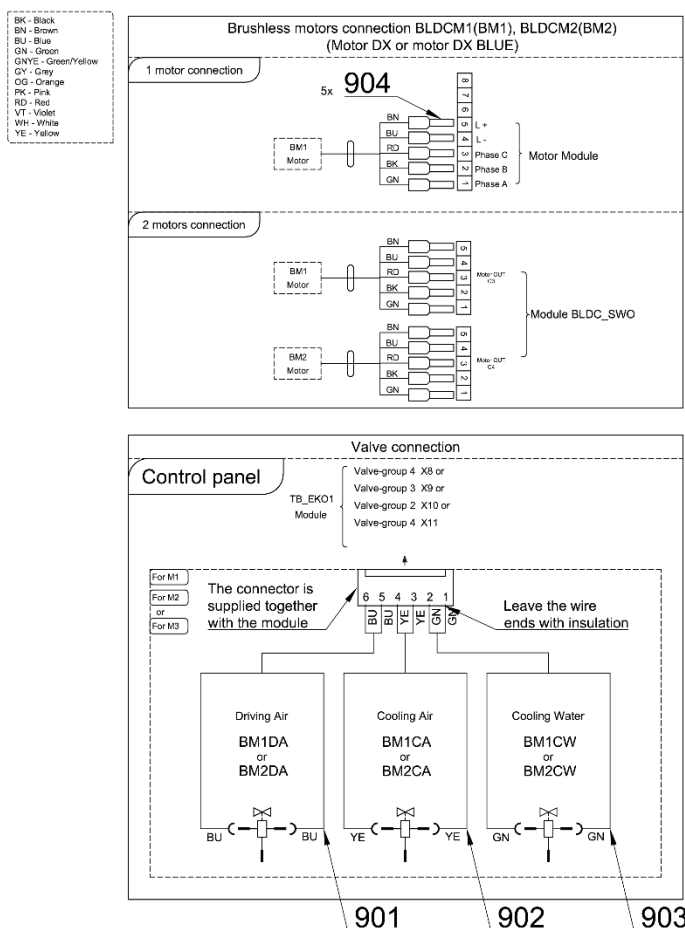 BK - Black
BN - Brown
BU - Blue
GN - Green
GNYE - Green/Yellow
GY - Grey
OG - Orange
PK - Pink
RD - Red
VT - Violet
WH - White
YE - Yellow
Brushless motors connection BLDCM1(BM1), BLDCM2(BM2)
(Motor DX or motor DX BLUE)
1 motor connection
5x 904
BM1
Motor
BN
BU
RD
BK
GN
8
7
6
5 L +
4 L -
3 Phase C
2 Phase B
1 Phase A
Motor Module
2 motors connection
BM1
Motor
BN
BU
RD
BK
GN
5
4
3
2
1
Motor OUT
C3
Module BLDC_SWO
BM2
Motor
BN
BU
RD
BK
GN
5
4
3
2
1
Motor OUT
C4
Valve connection
Control panel
TB_EKO1
Module
Valve-group 4 X8 or
Valve-group 3 X9 or
Valve-group 2 X10 or
Valve-group 4 X11
For M1
For M2
or
For M3
The connector is
supplied together
with the module
6 5 4 3 2 1
BU BU YE YE GN GN
Leave the wire
ends with insulation
Driving Air
BM1DA
or
BM2DA
BU BU
Cooling Air
BM1CA
or
BM2CA
YE YE
Cooling Water
BM1CW
or
BM2CW
GN GN
901
902
903